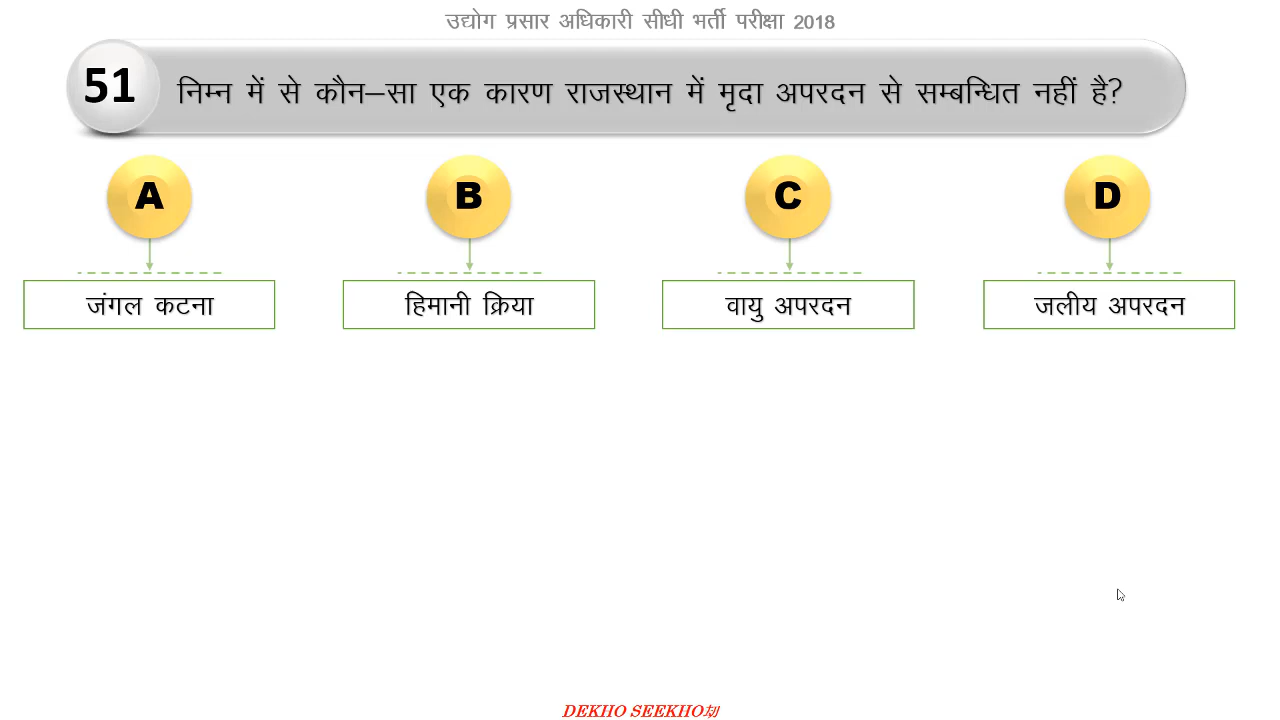 उद्योग प्रसार अधिकारी सीधी भर्ती परीक्षा 2018
51 निम्न में से कौन–सा एक कारण राजस्थान में मृदा अपरदन से सम्बन्धित नहीं है?
A B C D
जंगल कटना हिमानी क्रिया वायु अपरदन जलीय अपरदन
DEKHO SEEKHO